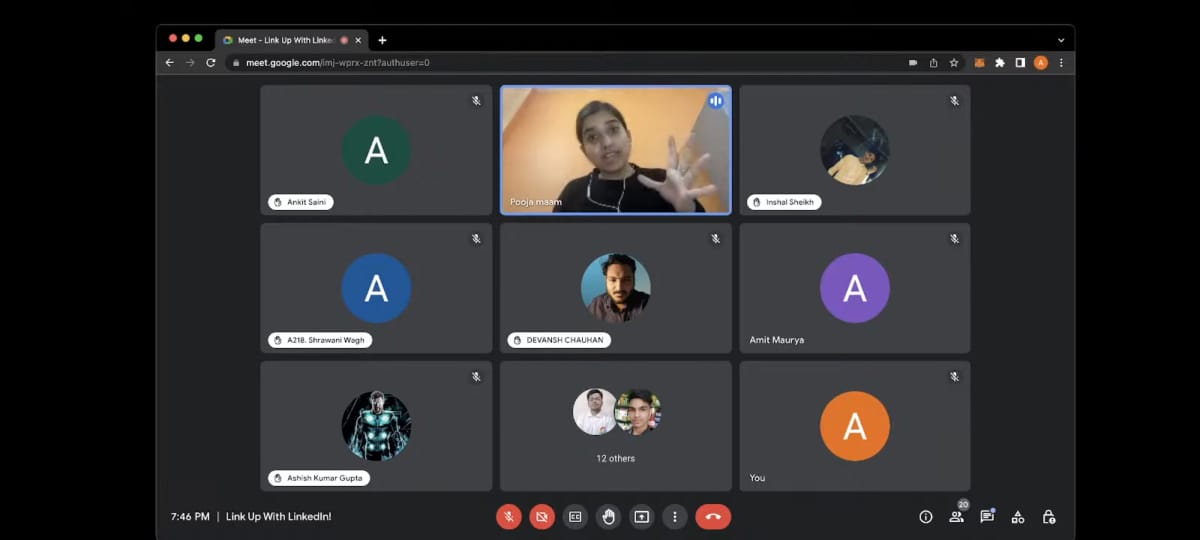 Meet - Link Up With Linke
meet.google.com/imj-wprx-znt?authuser=0
A
A
Ankit Saini
Pooja maam
Inshal Sheikh
A
A
A218. Shrawani Wagh
DEVANSH CHAUHAN
Amit Maurya
A
Ashish Kumar Gupta
12 others
You
20
7:46 PM | Link Up With LinkedIn!
CC